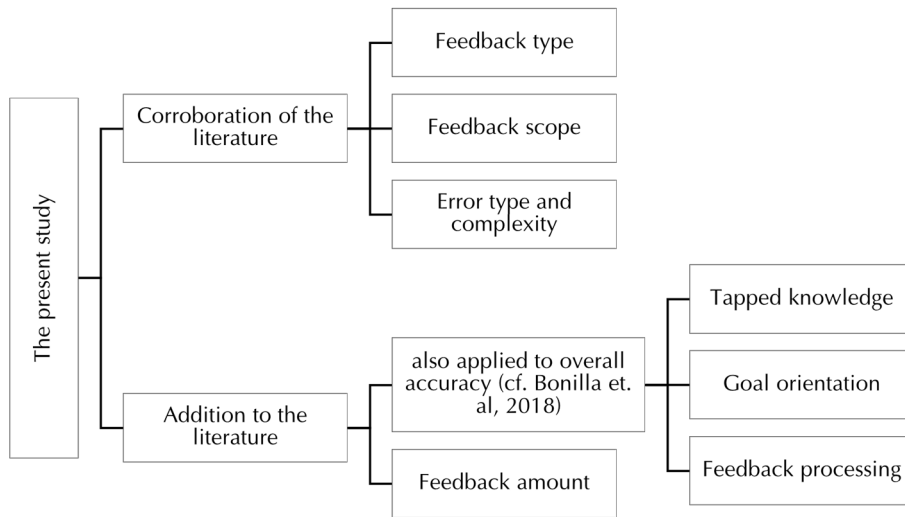 The present study
Corroboration of the
literature
Feedback type
Feedback scope
Error type and
complexity
Addition to the
literature
also applied to overall
accuracy (cf. Bonilla et.
al, 2018)
Feedback amount
Tapped knowledge
Goal orientation
Feedback processing